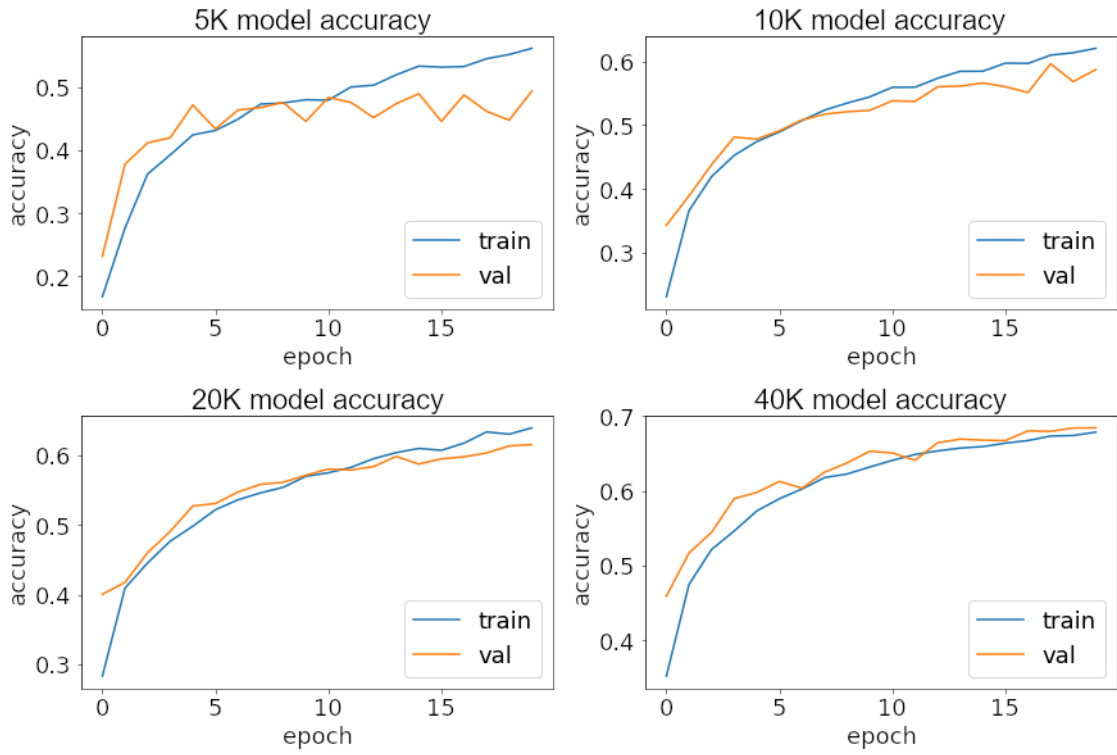 5K model accuracy
accuracy
0.5
0.4
0.3
0.2
train
val
0 5 10 15
epoch
10K model accuracy
accuracy
0.6
0.5
0.4
0.3
train
val
0 5 10 15
epoch
20K model accuracy
accuracy
0.6
0.5
0.4
0.3
train
val
0 5 10 15
epoch
40K model accuracy
accuracy
0.7
0.6
0.5
0.4
train
val
0 5 10 15
epoch